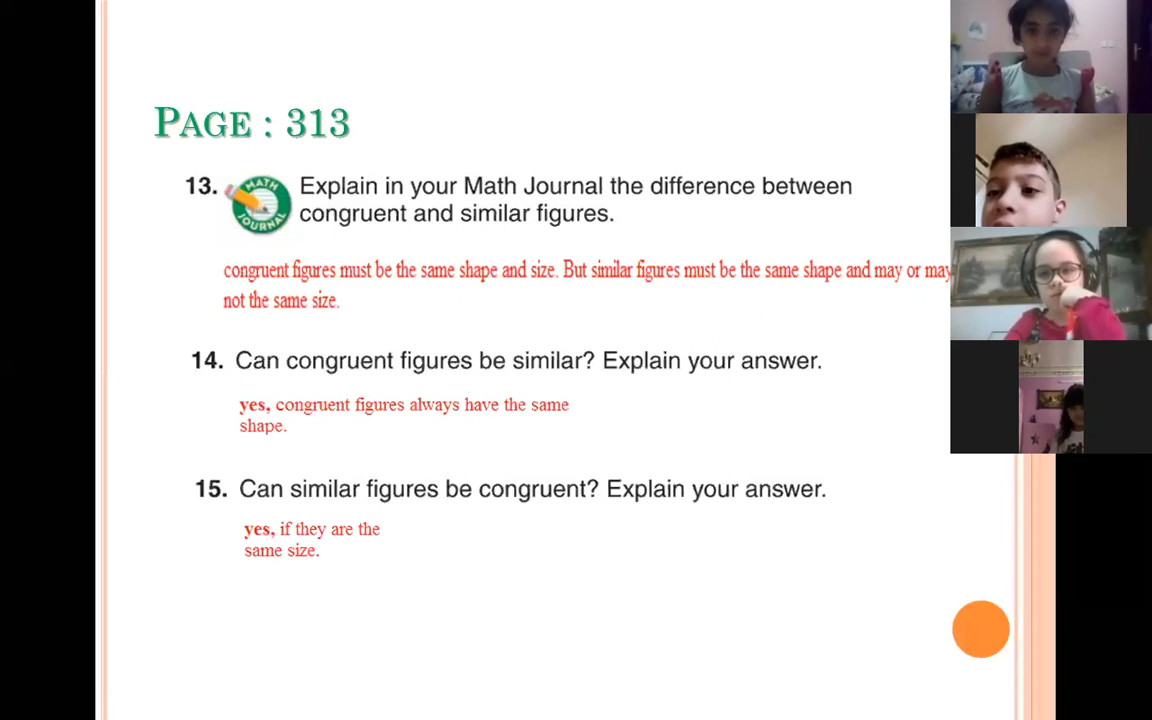 PAGE : 313
13. MATH JOURNAL Explain in your Math Journal the difference between
congruent and similar figures.
congruent figures must be the same shape and size. But similar figures must be the same shape and may or may
not the same size.
14. Can congruent figures be similar? Explain your answer.
yes, congruent figures always have the same
shape.
15. Can similar figures be congruent? Explain your answer.
yes, if they are the
same size.